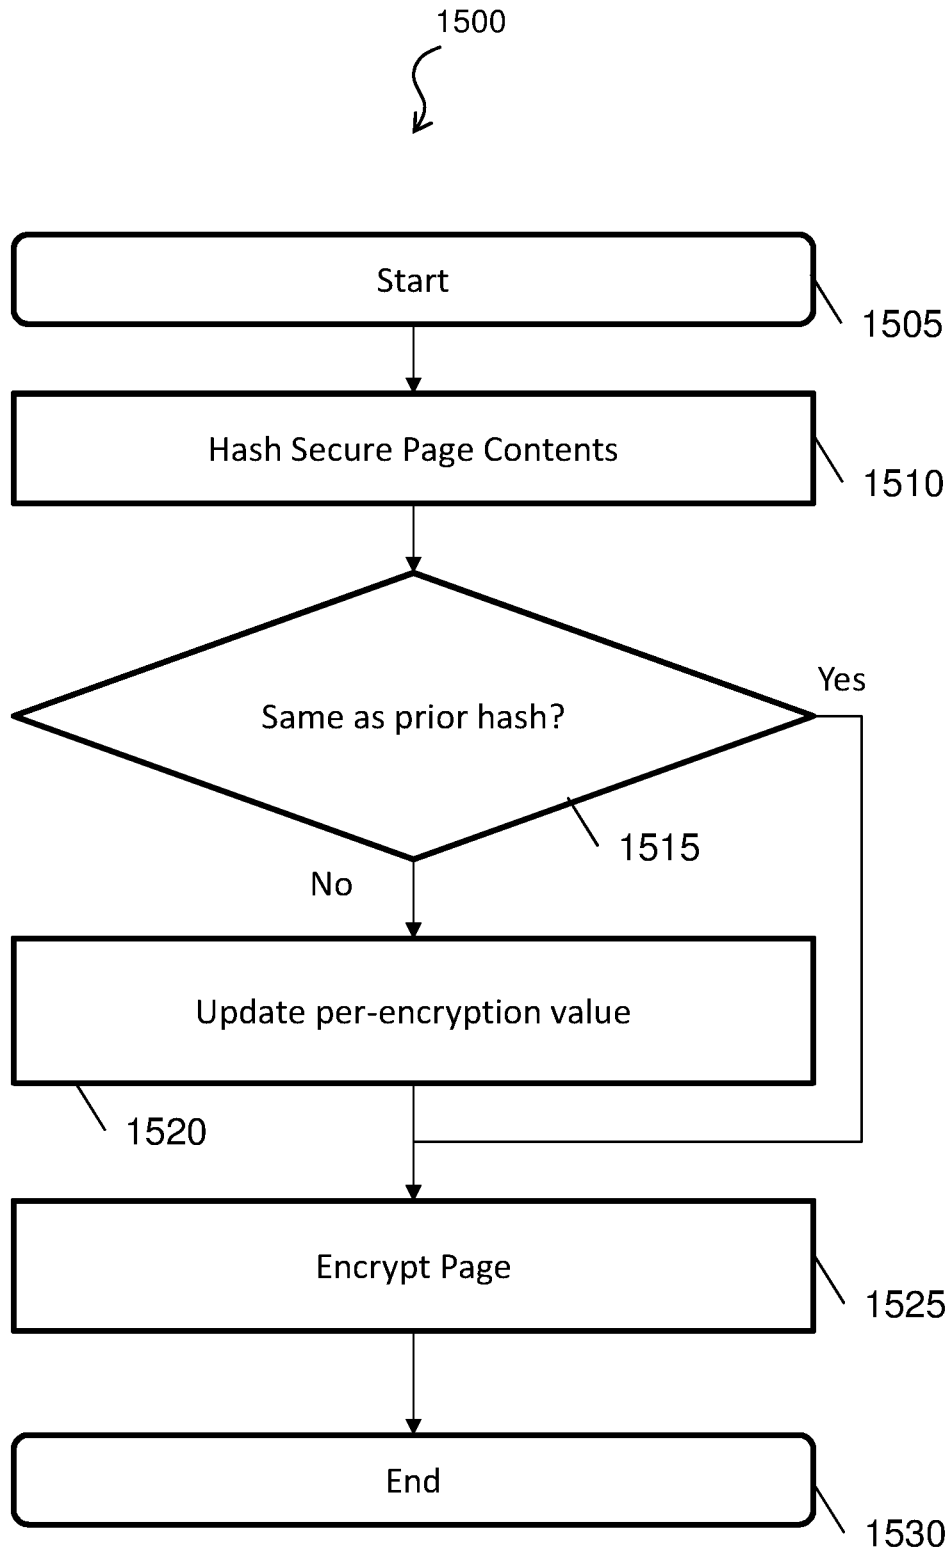 1500
Start
1505
Hash Secure Page Contents
1510
Yes
Same as prior hash?
1515
No
Update per-encryption value
1520
Encrypt Page
1525
End
1530